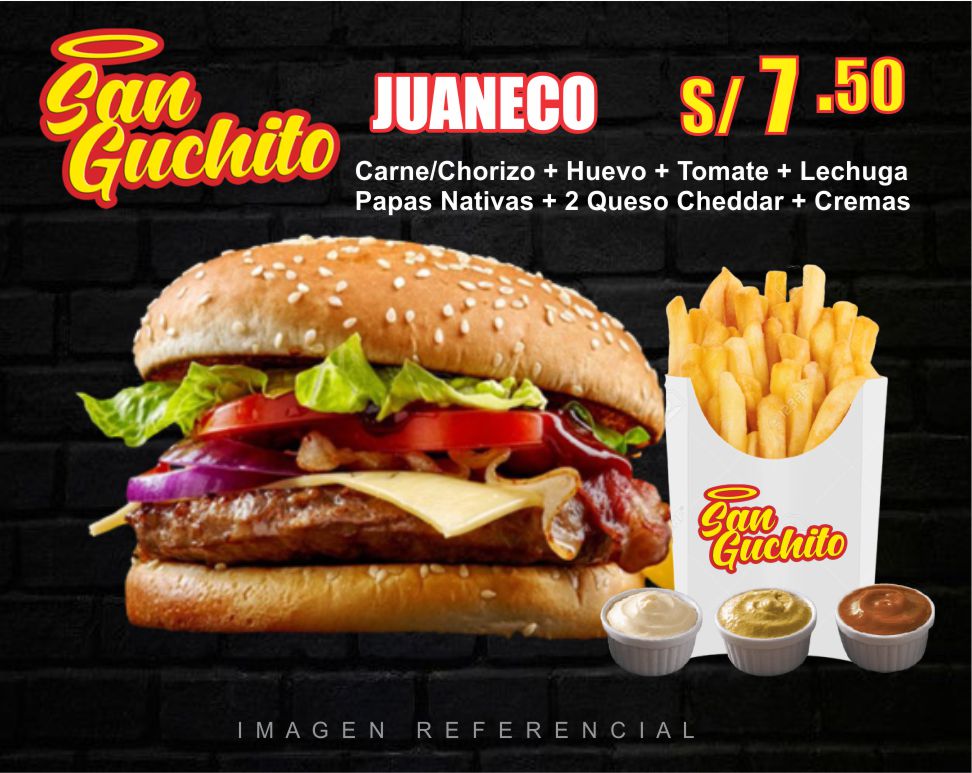 San
Guchito
JUANECO
S/ 7.50
Carne/Chorizo + Huevo + Tomate + Lechuga
Papas Nativas + 2 Queso Cheddar + Cremas
San
Guchito
IMAGEN REFERENCIAL